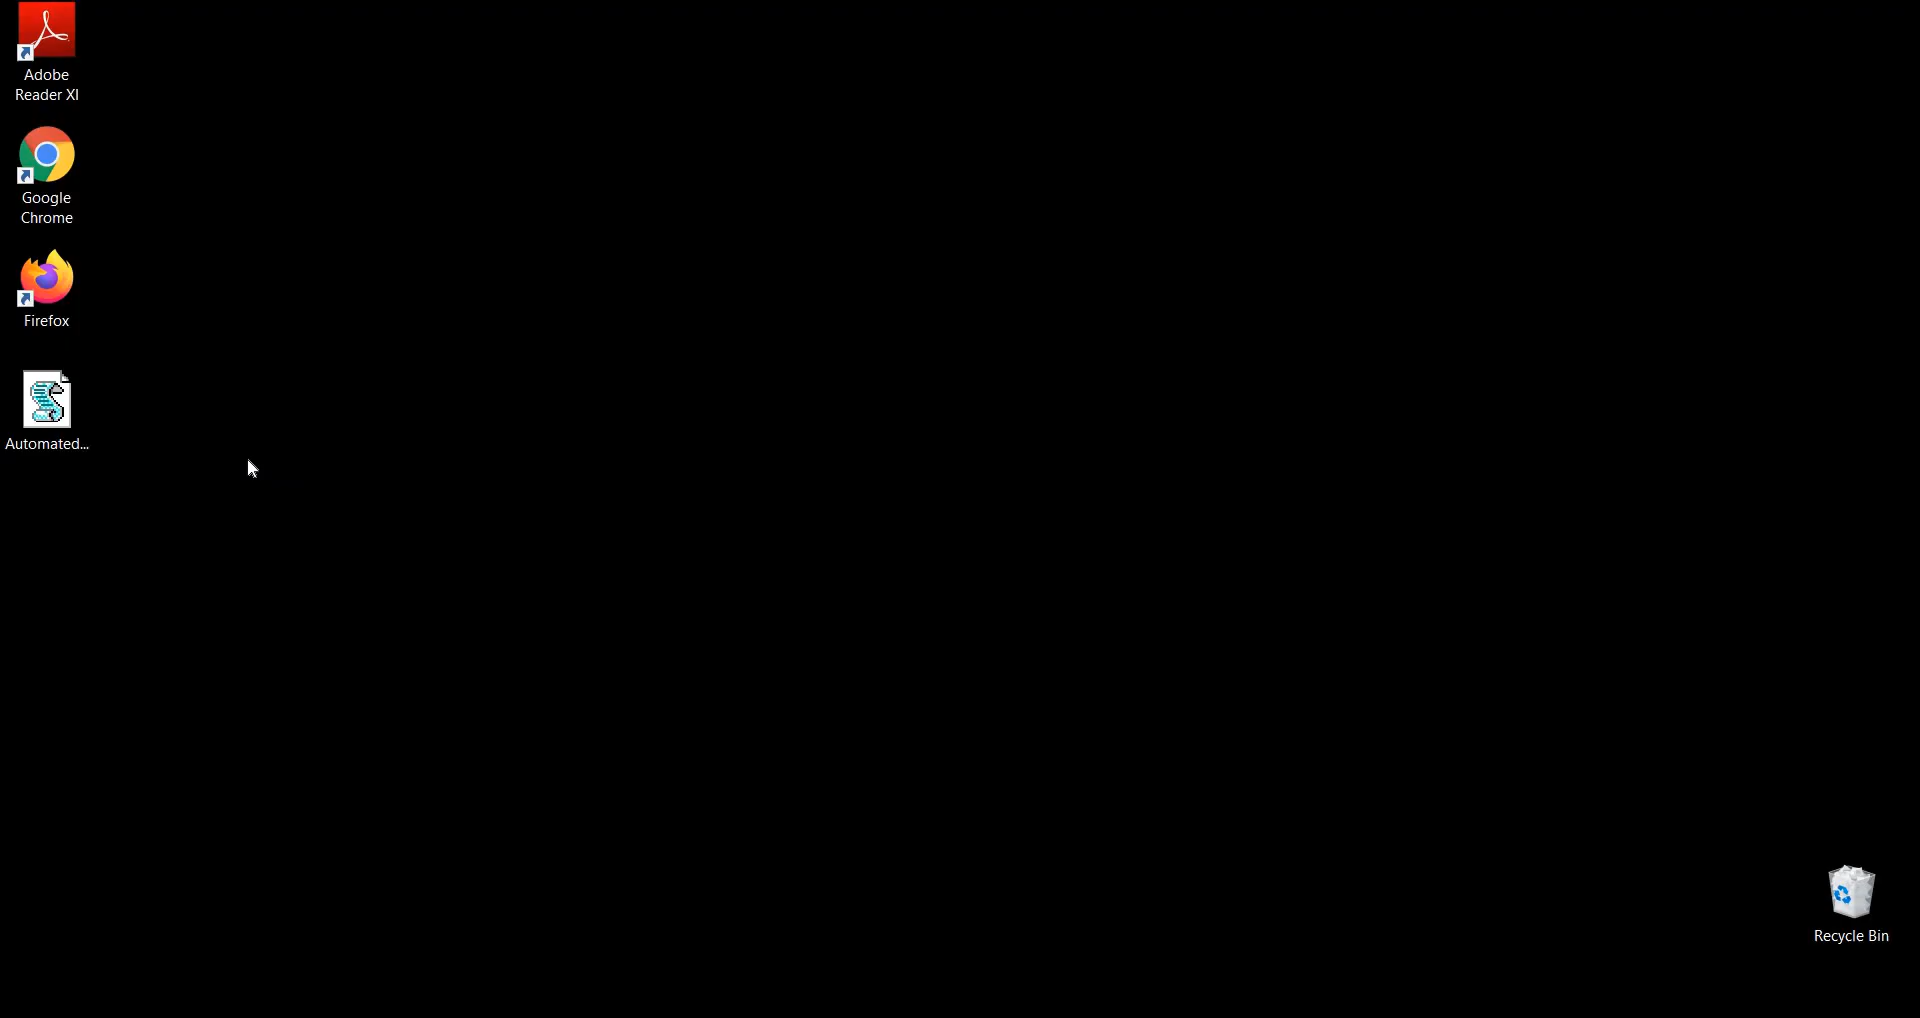 Adobe
Reader XI
Google
Chrome
Firefox
Automated...
Recycle Bin